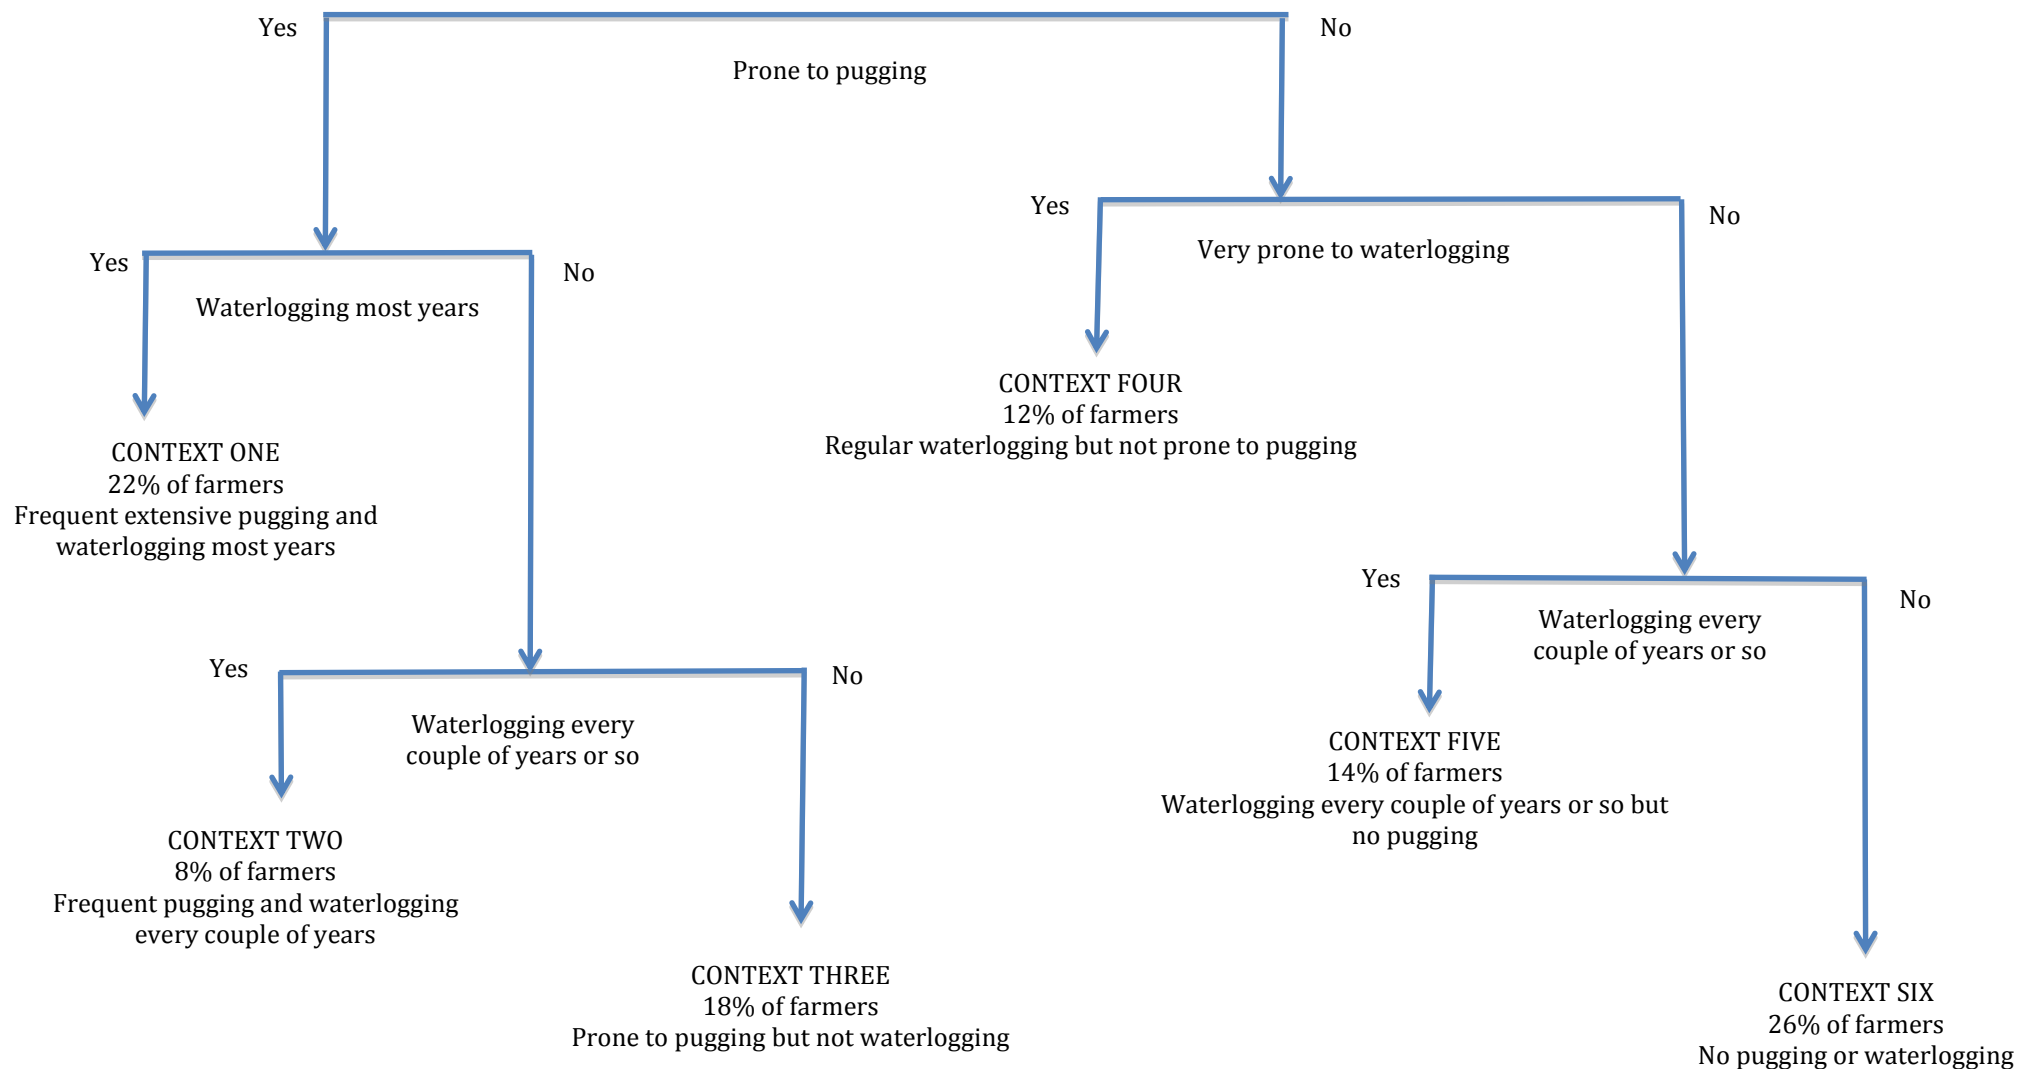 Yes
No
Prone to pugging
Yes
No
Very prone to waterlogging
Yes
No
Waterlogging most years
CONTEXT FOUR
12% of farmers
Regular waterlogging but not prone to pugging
CONTEXT ONE
22% of farmers
Frequent extensive pugging and
waterlogging most years
Yes
No
Waterlogging every
couple of years or so
Yes
No
Waterlogging every
couple of years or so
CONTEXT FIVE
14% of farmers
Waterlogging every couple of years or so but
no pugging
CONTEXT TWO
8% of farmers
Frequent pugging and waterlogging
every couple of years
CONTEXT THREE
18% of farmers
Prone to pugging but not waterlogging
CONTEXT SIX
26% of farmers
No pugging or waterlogging